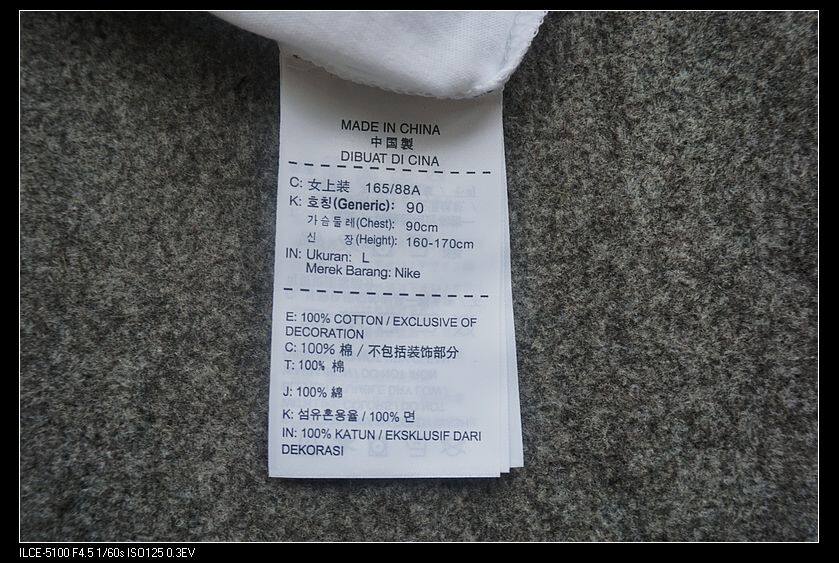 MADE IN CHINA
中国製
DIBUAT DI CINA
C: 女上装 165/88A
K: 호칭(Generic): 90
가슴둘레(Chest): 90cm
신 장(Height): 160-170cm
IN: Ukuran: L
Merek Barang: Nike
E: 100% COTTON / EXCLUSIVE OF
DECORATION
C: 100% 棉 / 不包括装饰部分
T: 100% 棉
J: 100% 綿
K: 섬유혼용율 / 100% 면
IN: 100% KATUN / EKSKLUSIF DARI
DEKORASI
ILCE-5100 F4.5 1/60s ISO125 0.3EV